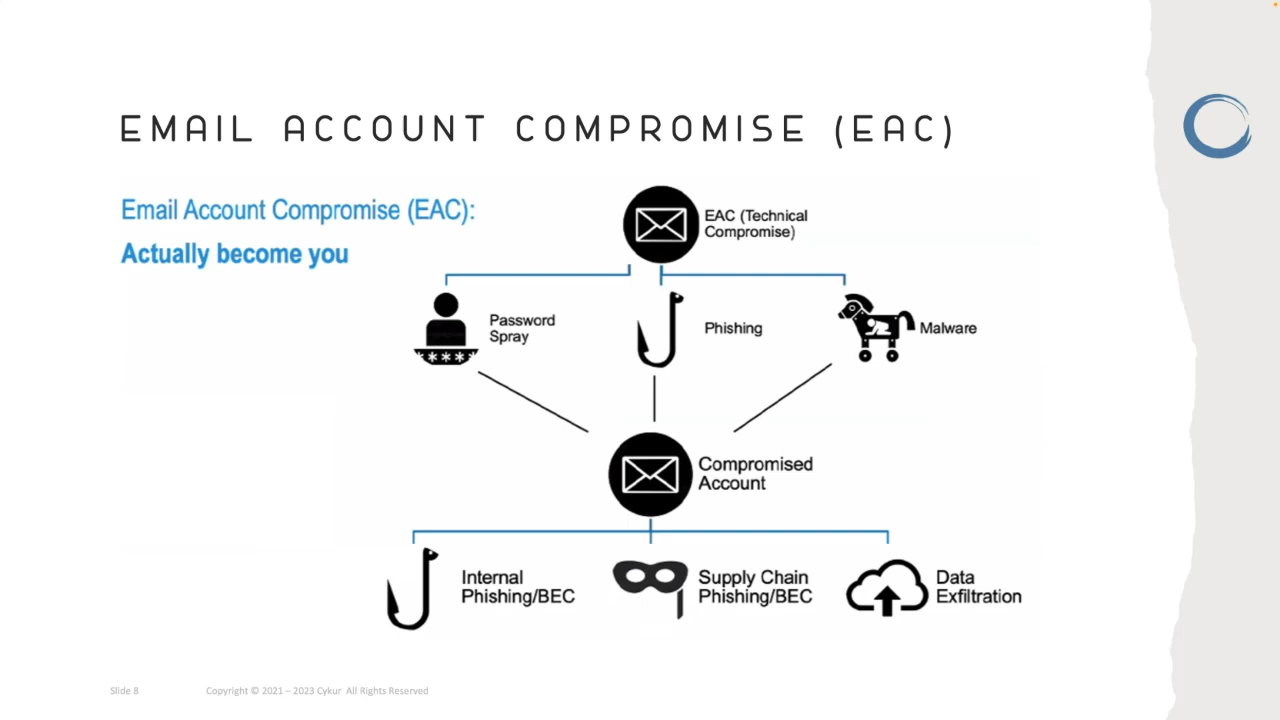 EMAIL ACCOUNT COMPROMISE (EAC)
Email Account Compromise (EAC):
Actually become you
EAC (Technical
Compromise)
Password
Spray
Phishing
Malware
****
Compromised
Account
Internal
Phishing/BEC
Supply Chain
Phishing/BEC
Data
Exfiltration
Slide 8
Copyright © 2021 – 2023 Cykur All Rights Reserved